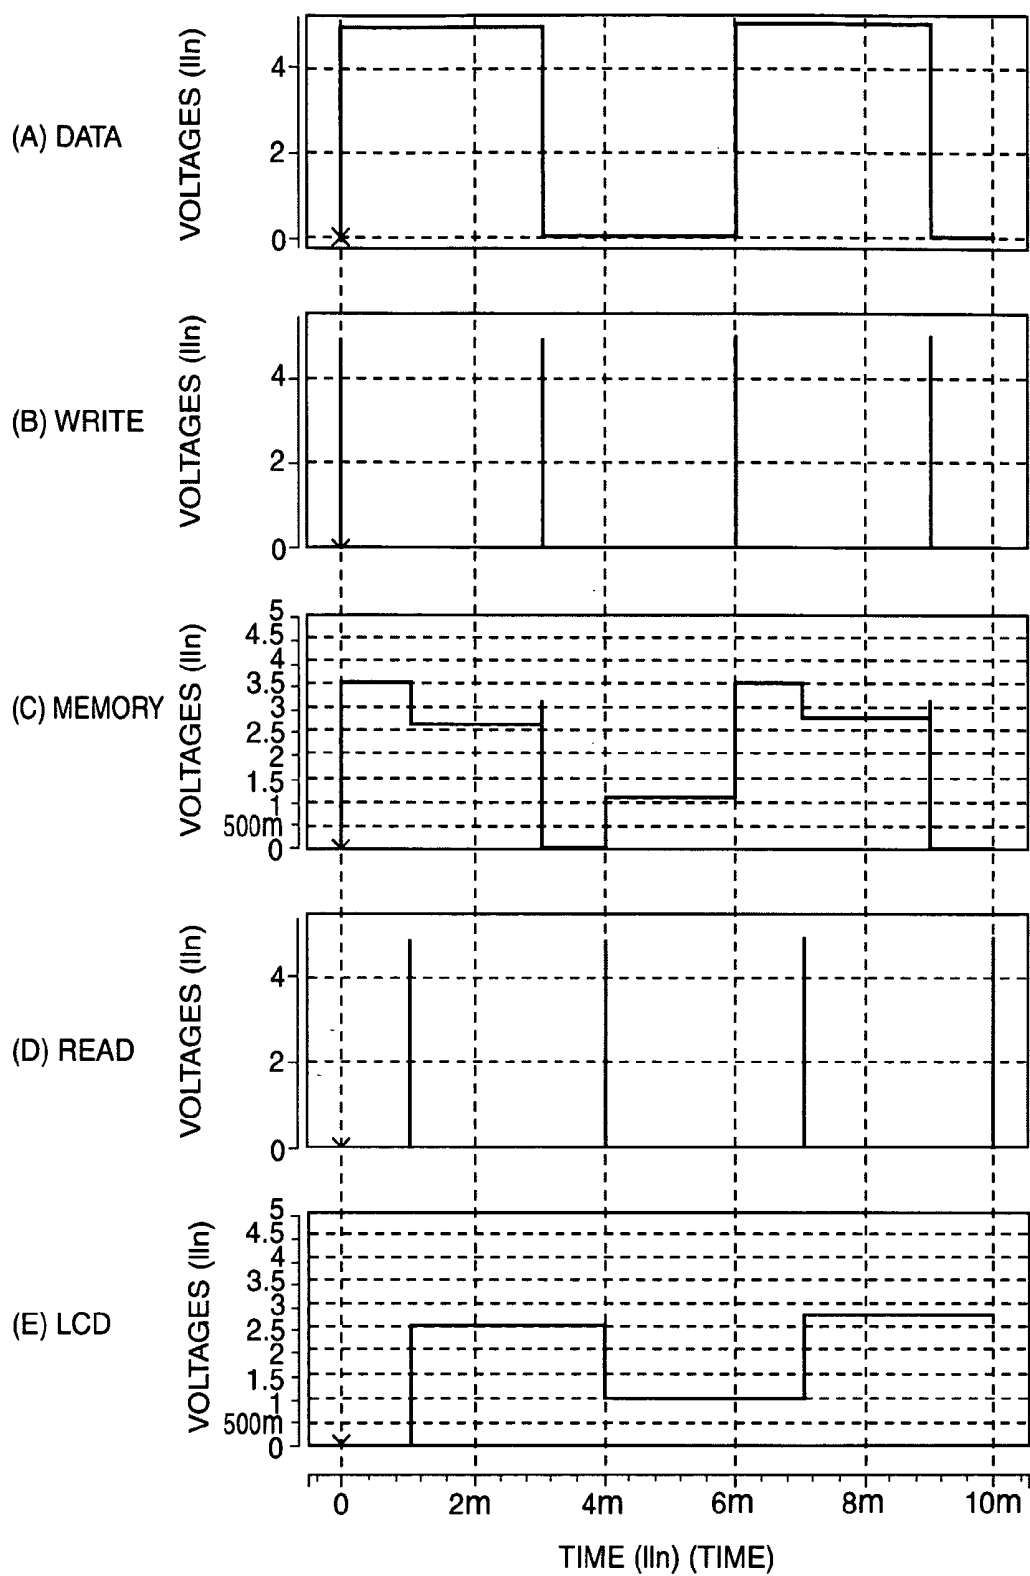 (A) DATA
VOLTAGES (lIn)
4
2
0
(B) WRITE
VOLTAGES (lIn)
4
2
0
(C) MEMORY
VOLTAGES (lIn)
5
4.5
4
3.5
3
2.5
2
1.5
1
500m
0
(D) READ
VOLTAGES (lIn)
4
2
0
(E) LCD
VOLTAGES (lIn)
5
4.5
4
3.5
3
2.5
2
1.5
1
500m
0
0 2m 4m 6m 8m 10m
TIME (lIn) (TIME)